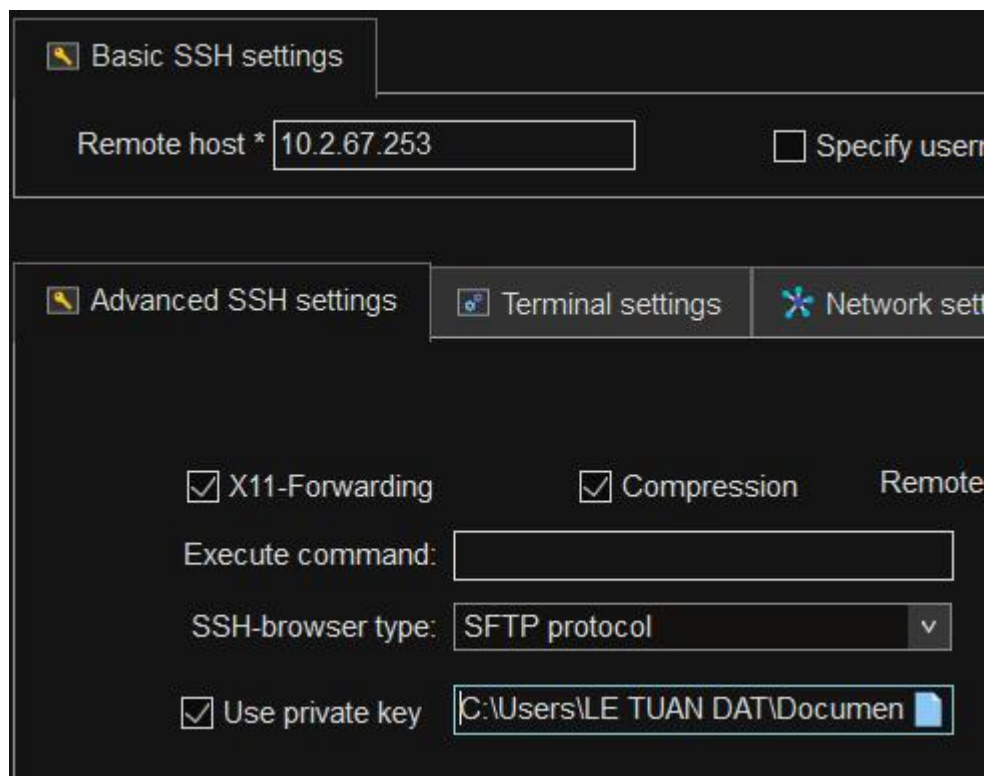 Basic SSH settings
Remote host * 10.2.67.253 Specify usern
Advanced SSH settings Terminal settings Network sett
X11-Forwarding Compression Remote
Execute command:
SSH-browser type: SFTP protocol
Use private key C:\Users\LE TUAN DAT\Documen